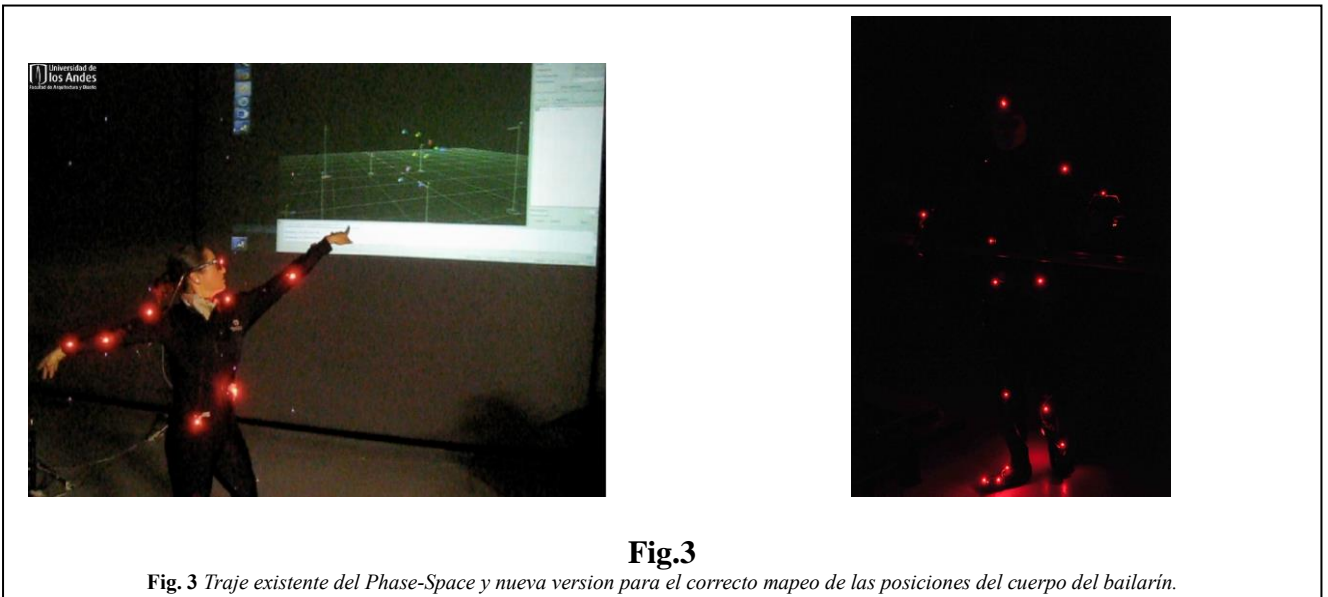 Universidad de
los Andes
Facultad de Arquitectura y Diseño
Fig.3
Fig. 3 Traje existente del Phase-Space y nueva version para el correcto mapeo de las posiciones del cuerpo del bailarín.